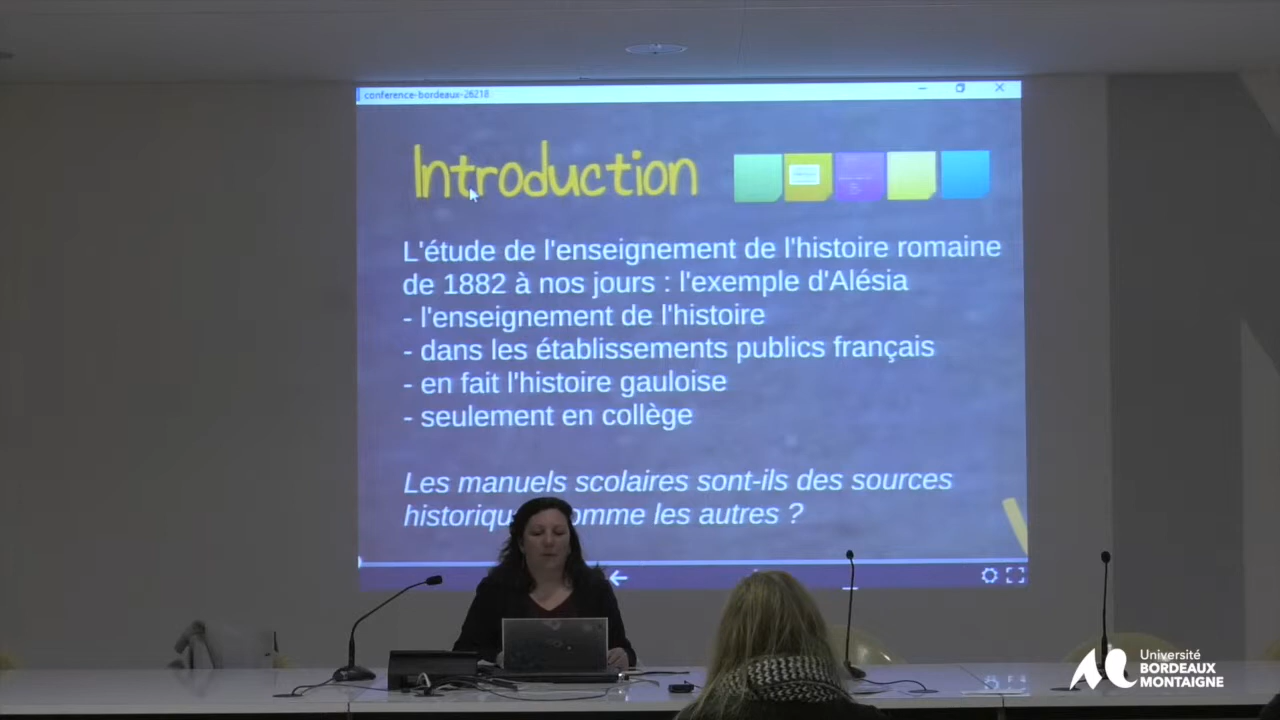 conference-bordeaux-26218
Introduction
L'étude de l'enseignement de l'histoire romaine
de 1882 à nos jours : l'exemple d'Alésia
- l'enseignement de l'histoire
- dans les établissements publics français
- en fait l'histoire gauloise
- seulement en collège
Les manuels scolaires sont-ils des sources
comme les autres ?
Université
BORDEAUX
MONTAIGNE